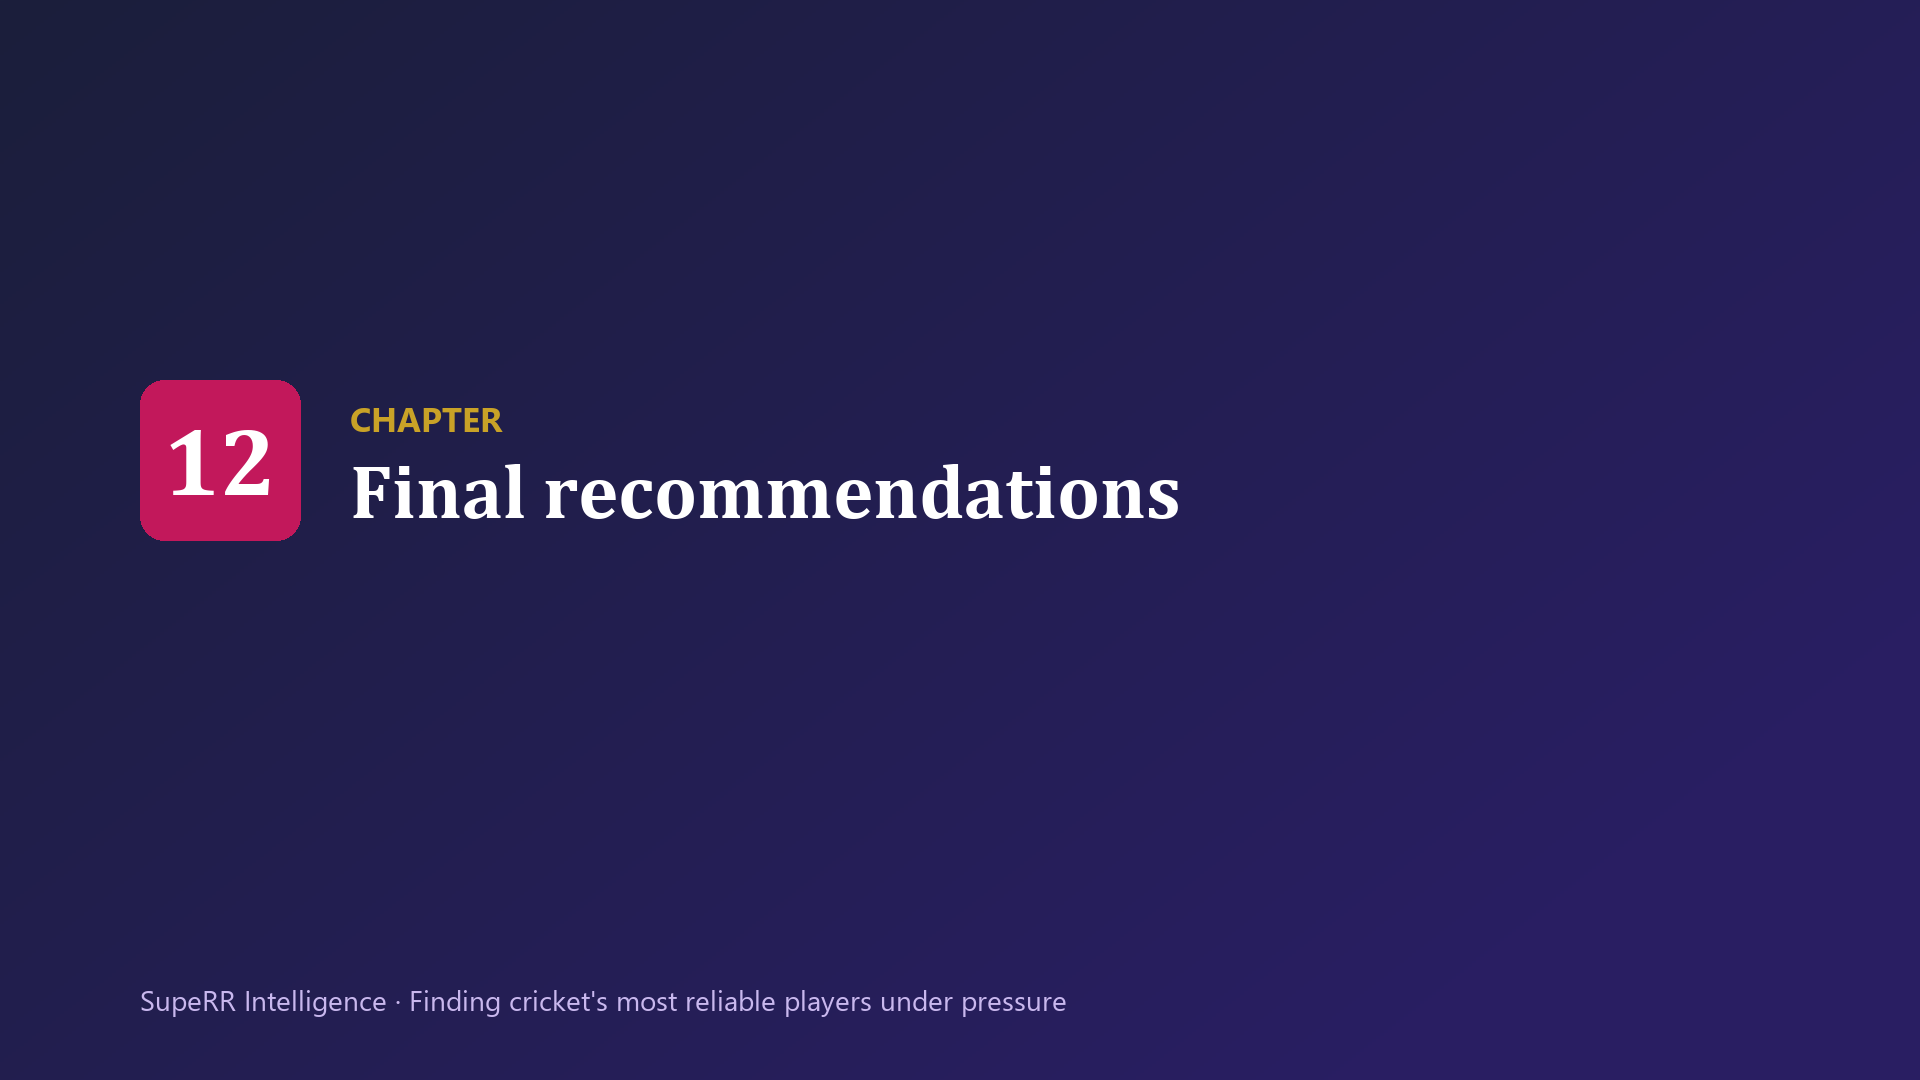 12
CHAPTER
Final recommendations
SupeRR Intelligence · Finding cricket's most reliable players under pressure